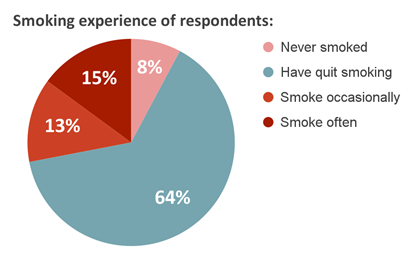 Smoking experience of respondents:
Never smoked
Have quit smoking
Smoke occasionally
Smoke often
8%
15%
13%
64%